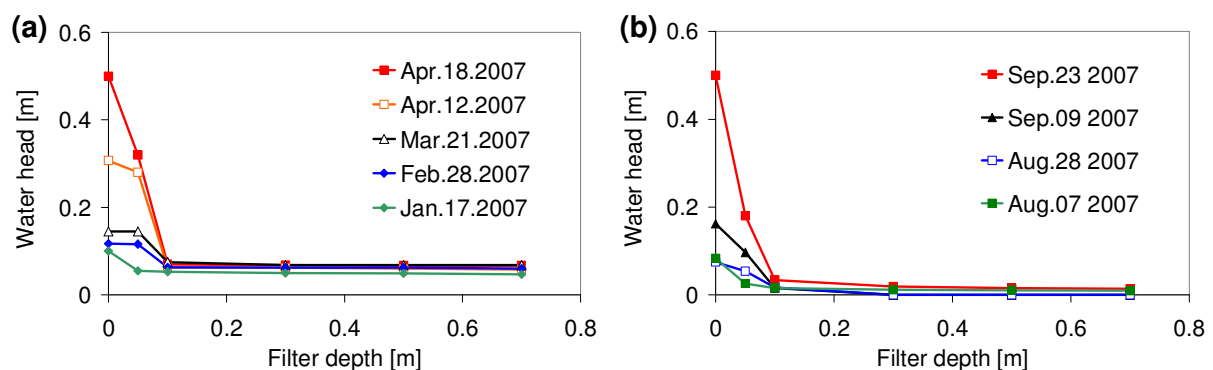 (a)
0.6
0.4
0.2
0
Water head [m]
0
0.2
0.4
0.6
0.8
Filter depth [m]
Apr.18.2007
Apr.12.2007
Mar.21.2007
Feb.28.2007
Jan.17.2007
(b)
0.6
0.4
0.2
0
Water head [m]
0
0.2
0.4
0.6
0.8
Filter depth [m]
Sep.23 2007
Sep.09 2007
Aug.28 2007
Aug.07 2007